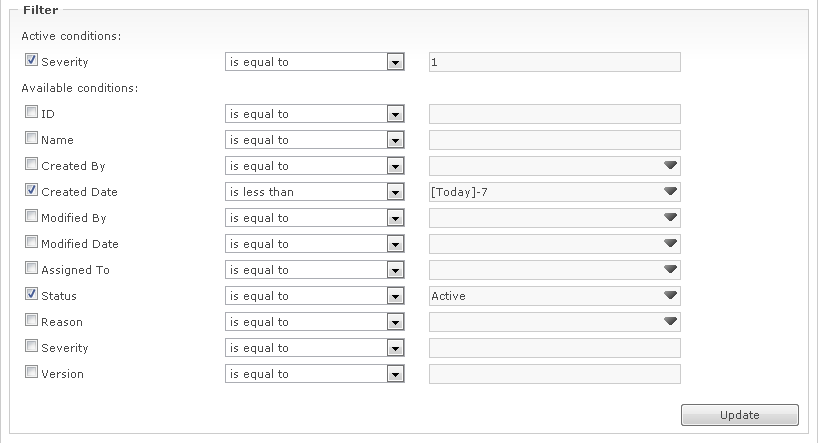 Filter
Active conditions:
Severity is equal to 1
Available conditions:
ID is equal to
Name is equal to
Created By is equal to
Created Date is less than [Today]-7
Modified By is equal to
Modified Date is equal to
Assigned To is equal to
Status is equal to Active
Reason is equal to
Severity is equal to
Version is equal to
Update